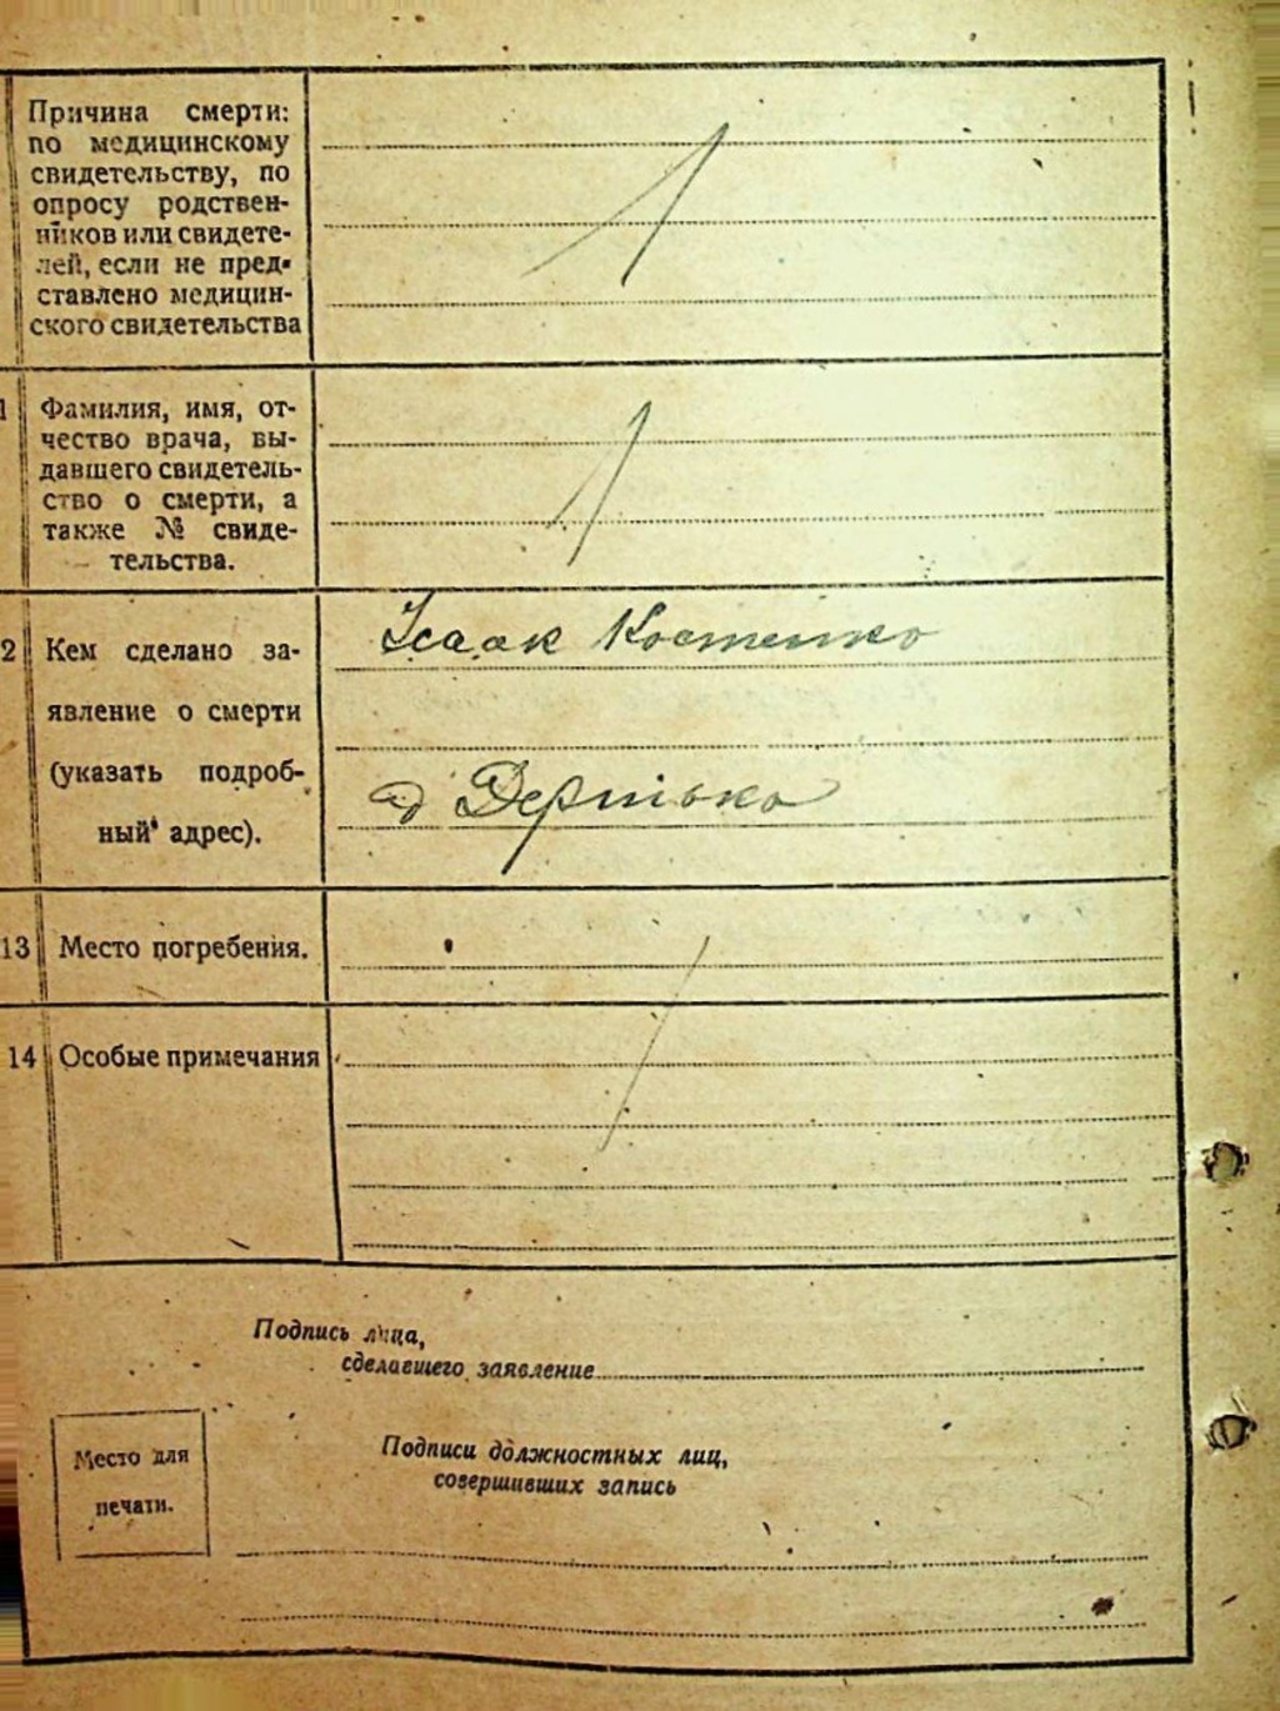 Причина смерти:
по медицинскому
свидетельству, по
опросу родствен-
ников или свидете-
лей, если не пред-
ставлено медицин-
ского свидетельства
1 Фамилия, имя, от-
чество врача, вы-
давшего свидетель-
ство о смерти, а
также № свиде-
тельства.
2 Кем сделано за-
явление о смерти
(указать подроб-
ный адрес).
Ісаак Костенко
д
13 Место погребения.
14 Особые примечания
Подпись лица,
сделавшего заявление
Место для
печати.
Подписи должностных лиц,
совершивших запись